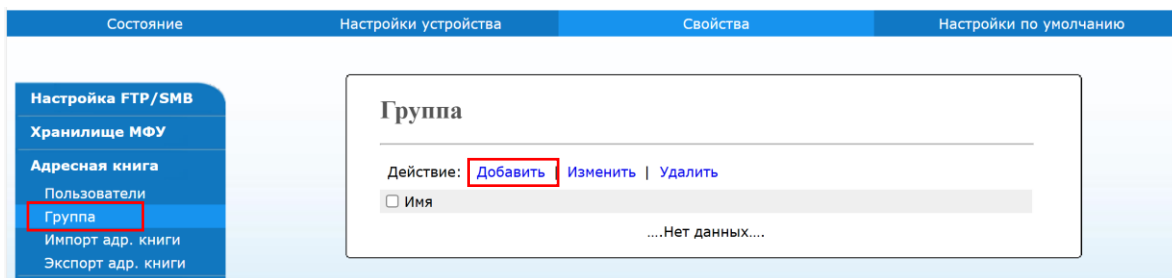 Состояние Настройки устройства Свойства Настройки по умолчанию
Настройка FTP/SMB
Хранилище МФУ
Адресная книга
Пользователи
Группа
Импорт адр. книги
Экспорт адр. книги
Группа
Действие: Добавить | Изменить | Удалить
Имя
....Нет данных....